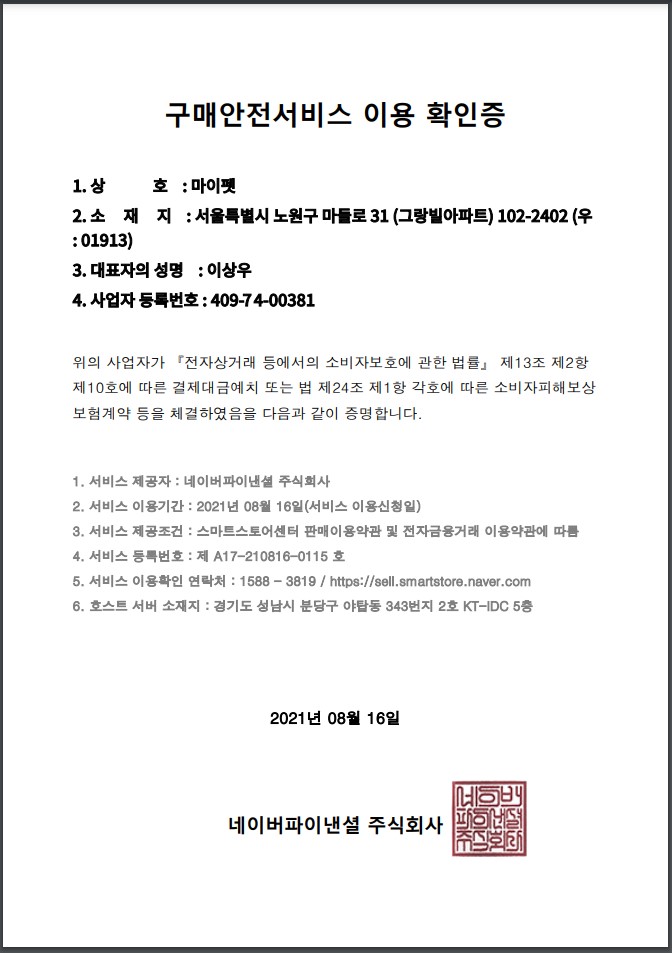 구매안전서비스 이용 확인증
1. 상 호 : 마이펫
2. 소 재 지 : 서울특별시 노원구 마들로 31 (그랑빌아파트) 102-2402 (우
: 01913)
3. 대표자의 성명 : 이상우
4. 사업자 등록번호 : 409-74-00381
위의 사업자가 『전자상거래 등에서의 소비자보호에 관한 법률』 제13조 제2항
제10호에 따른 결제대금예치 또는 법 제24조 제1항 각호에 따른 소비자피해보상
보험계약 등을 체결하였음을 다음과 같이 증명합니다.
1. 서비스 제공자 : 네이버파이낸셜 주식회사
2. 서비스 이용기간 : 2021년 08월 16일(서비스 이용신청일)
3. 서비스 제공조건 : 스마트스토어센터 판매이용약관 및 전자금융거래 이용약관에 따름
4. 서비스 등록번호 : 제 A17-210816-0115 호
5. 서비스 이용확인 연락처 : 1588 - 3819 / https://sell.smartstore.naver.com
6. 호스트 서버 소재지 : 경기도 성남시 분당구 야탑동 343번지 2호 KT-IDC 5층
2021년 08월 16일
네이버파이낸셜 주식회사